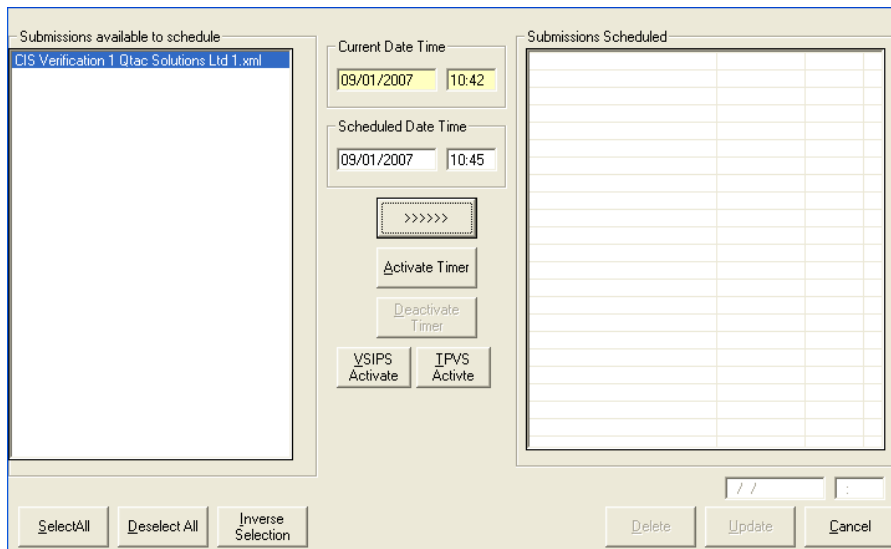 Submissions available to schedule
CIS Verification 1 Qtac Solutions Ltd 1.xml
Current Date Time
09/01/2007 10:42
Scheduled Date Time
09/01/2007 10:45
>>>>>>
Activate Timer
Deactivate
Timer
VSIPS
Activate
TPVS
Activte
Submissions Scheduled
/ /
:
SelectAll
Deselect All
Inverse
Selection
Delete
Update
Cancel